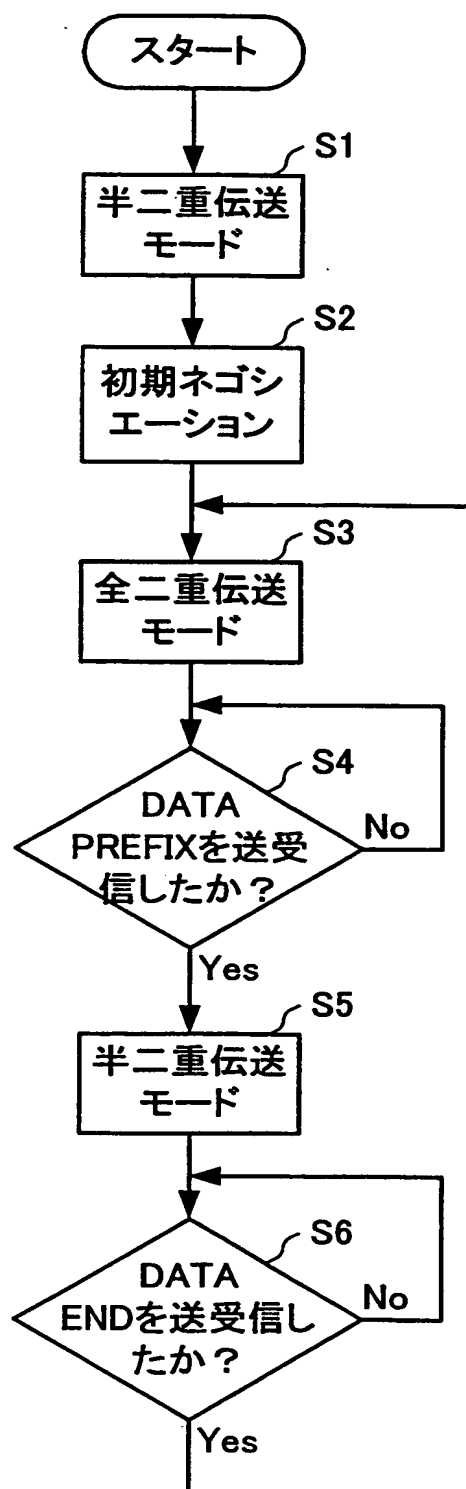 スタート
S1
半二重伝送
モード
S2
初期ネゴシ
エーション
S3
全二重伝送
モード
S4
DATA
PREFIXを送受
信したか？
No
Yes
S5
半二重伝送
モード
S6
DATA
ENDを送受信し
たか？
No
Yes